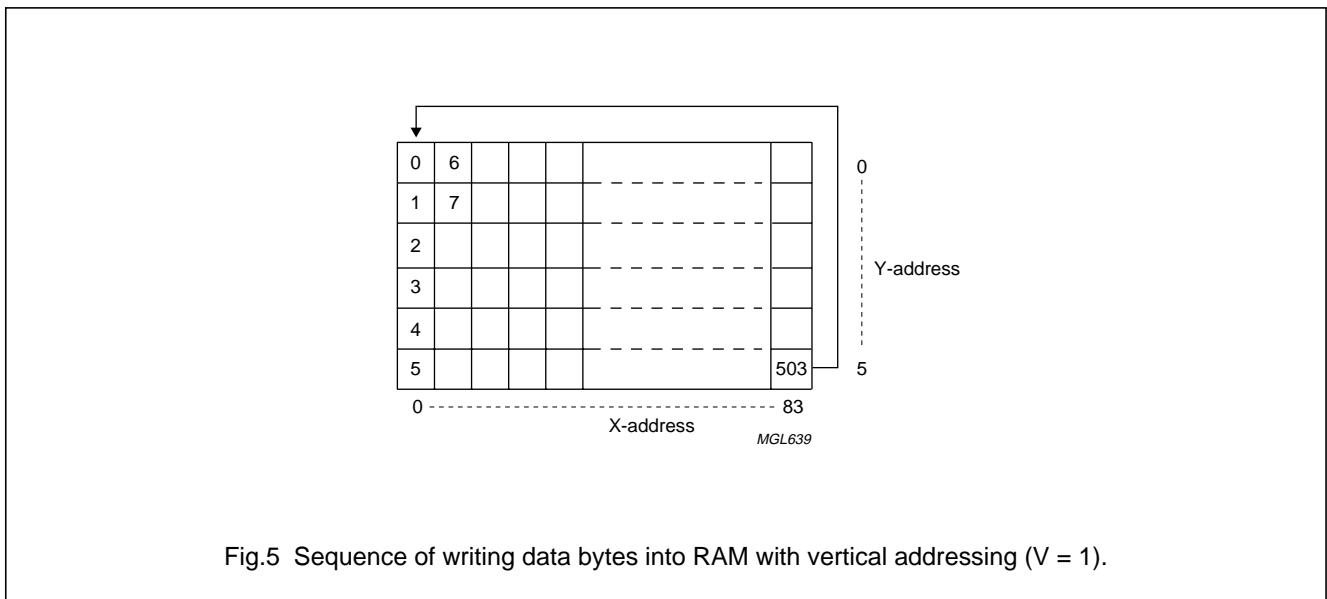 0 6 0
1 7
2
3 Y-address
4
5 503 5
0 83
X-address
MGL639
Fig.5 Sequence of writing data bytes into RAM with vertical addressing (V = 1).